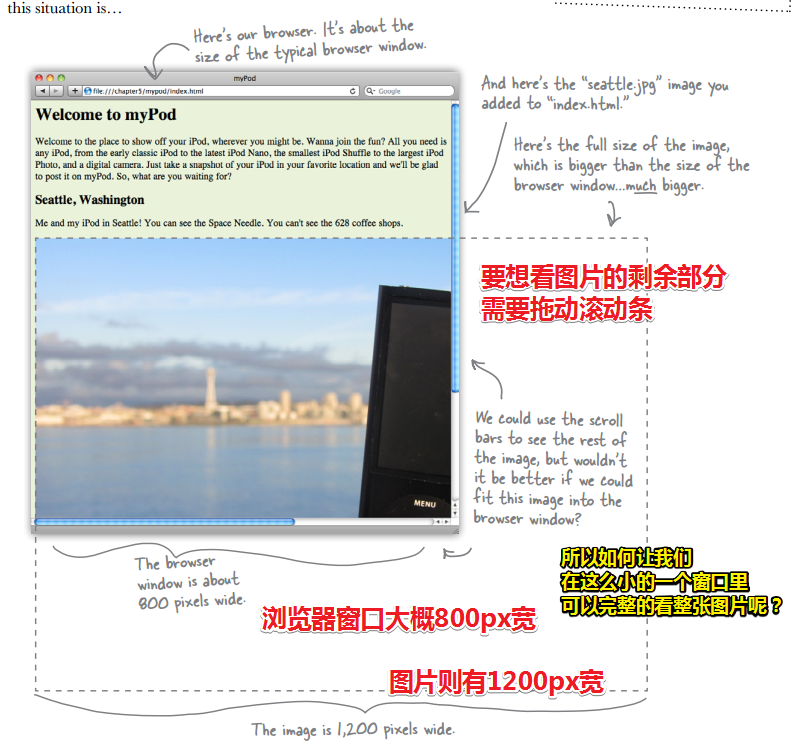 this situation is…
Here's our browser. It's about the
size of the typical browser window.
myPod
file:///chapter5/mypod/index.html
Google
Welcome to myPod
Welcome to the place to show off your iPod, wherever you might be. Wanna join the fun? All you need is
any iPod, from the early classic iPod to the latest iPod Nano, the smallest iPod Shuffle to the largest iPod
Photo, and a digital camera. Just take a snapshot of your iPod in your favorite location and we'll be glad
to post it on myPod. So, what are you waiting for?
Seattle, Washington
Me and my iPod in Seattle! You can see the Space Needle. You can't see the 628 coffee shops.
MENU
And here's the “seattle.jpg” image you
added to “index.html.”
Here's the full size of the image,
which is bigger than the size of the
browser window...much bigger.
要想看图片的剩余部分
需要拖动滚动条
We could use the scroll
bars to see the rest of
the image, but wouldn't
it be better if we could
fit this image into the
browser window?
The browser
window is about
800 pixels wide.
所以如何让我们
在这么小的一个窗口里
可以完整的看整张图片呢？
浏览器窗口大概800px宽
图片则有1200px宽
The image is 1,200 pixels wide.